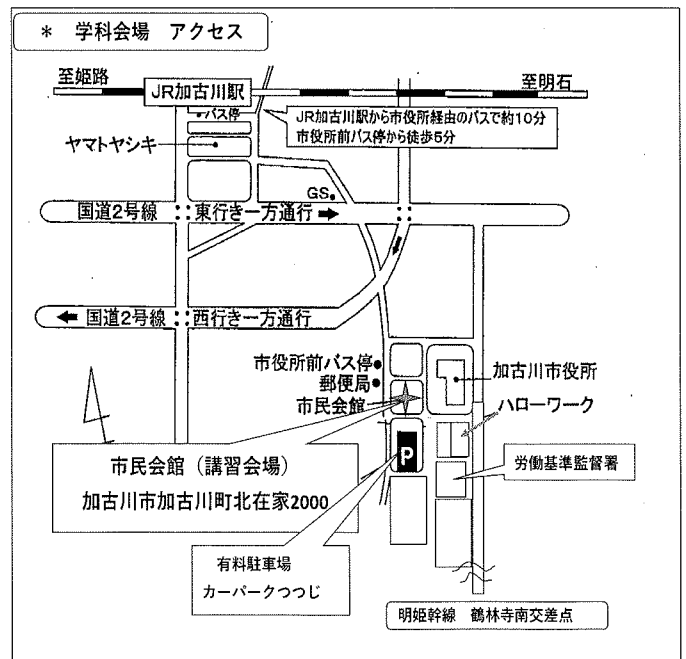 * 学科会場 アクセス
至姫路
JR加古川駅
至明石
バス停
JR加古川駅から市役所経由のバスで約10分
市役所前バス停から徒歩5分
ヤマトヤシキ
GS
国道2号線
東行き一方通行
国道2号線
西行き一方通行
市役所前バス停
郵便局
市民会館
加古川市役所
ハローワーク
市民会館（講習会場）
加古川市加古川町北在家2000
P
労働基準監督署
有料駐車場
カーパークつつじ
明姫幹線 鶴林寺南交差点